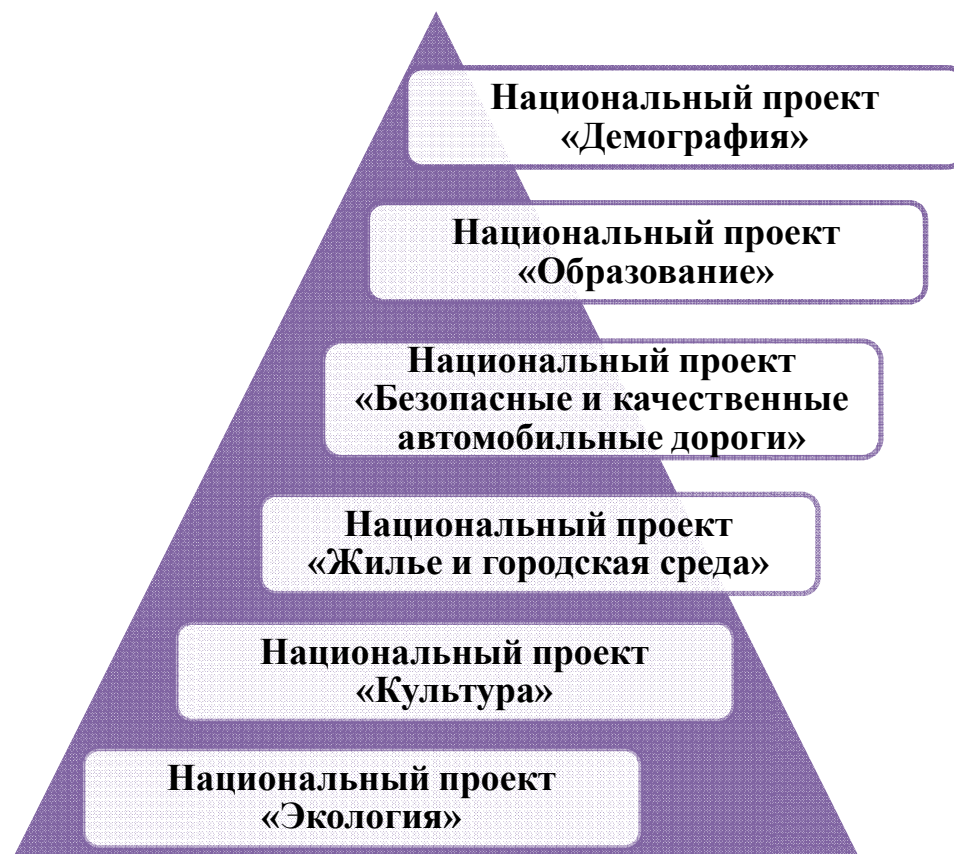 Национальный проект
«Демография»
Национальный проект
«Образование»
Национальный проект
«Безопасные и качественные
автомобильные дороги»
Национальный проект
«Жилье и городская среда»
Национальный проект
«Культура»
Национальный проект
«Экология»